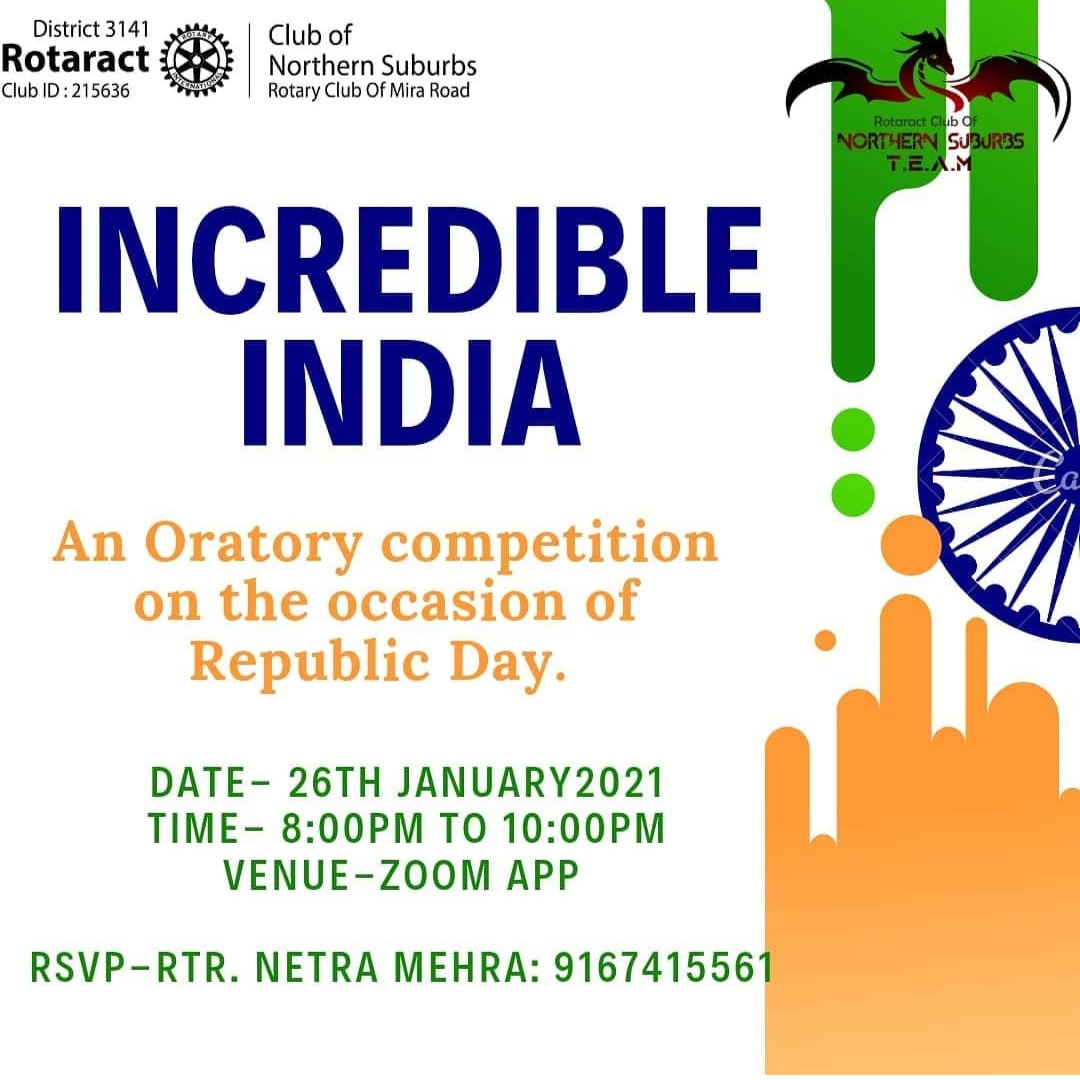 District 3141
Rotaract
Club ID : 215636
ROTARY
INTERNATIONAL
Club of
Northern Suburbs
Rotary Club Of Mira Road
Rotaract Club Of
NORTHERN SUBURBS
T.E.A.M
INCREDIBLE
INDIA
An Oratory competition
on the occasion of
Republic Day.
DATE– 26TH JANUARY2021
TIME– 8:00PM TO 10:00PM
VENUE–ZOOM APP
RSVP–RTR. NETRA MEHRA: 9167415561